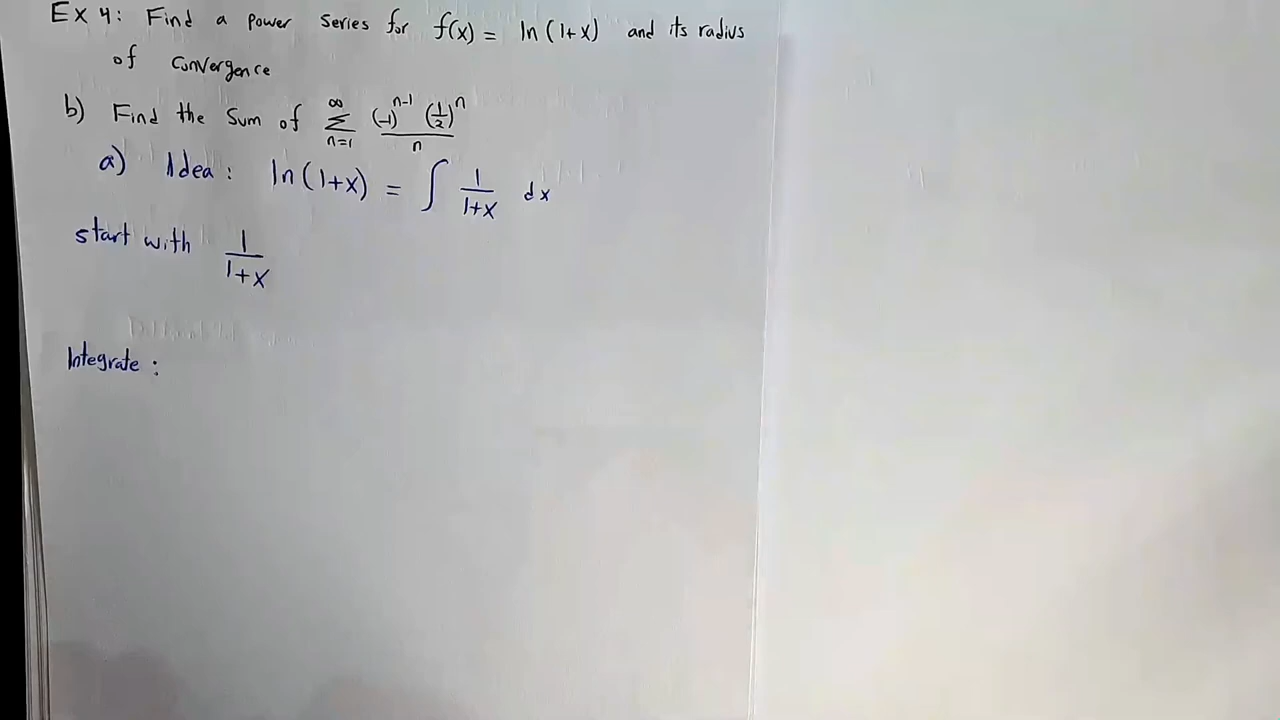 Ex 4: Find a power series for f(x) = ln(1+x) and its radius
of convergence
b) Find the sum of ∞ Σ n=1 (-1)^{n-1} (1/2)^n / n
a) Idea: ln(1+x) = ∫ 1/(1+x) dx
start with 1/(1+x)
Integrate: